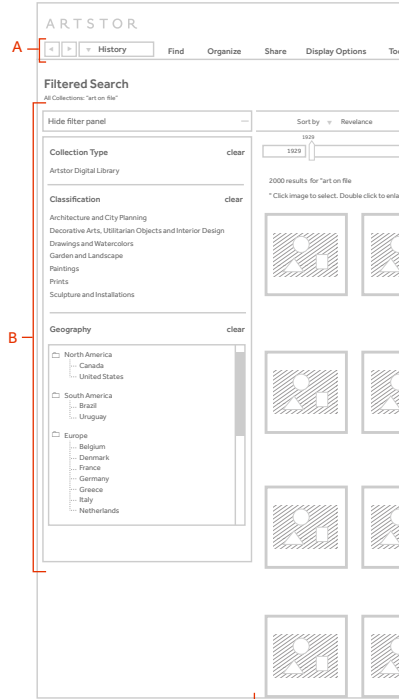 ARTSTOR
A
History Find Organize Share Display Options
Filtered Search
All Collections: "art on file"
Hide filter panel
Sort by Revelance
1929
1929
Collection Type clear
Artstor Digital Library
2000 results for "art on file
" Click image to select. Double click to enla
Classification clear
Architecture and City Planning
Decorative Arts, Utilitarian Objects and Interior Design
Drawings and Watercolors
Garden and Landscape
Paintings
Prints
Sculpture and Installations
B
Geography clear
North America
Canada
United States
South America
Brazil
Uruguay
Europe
Belgium
Denmark
France
Germany
Greece
Italy
Netherlands